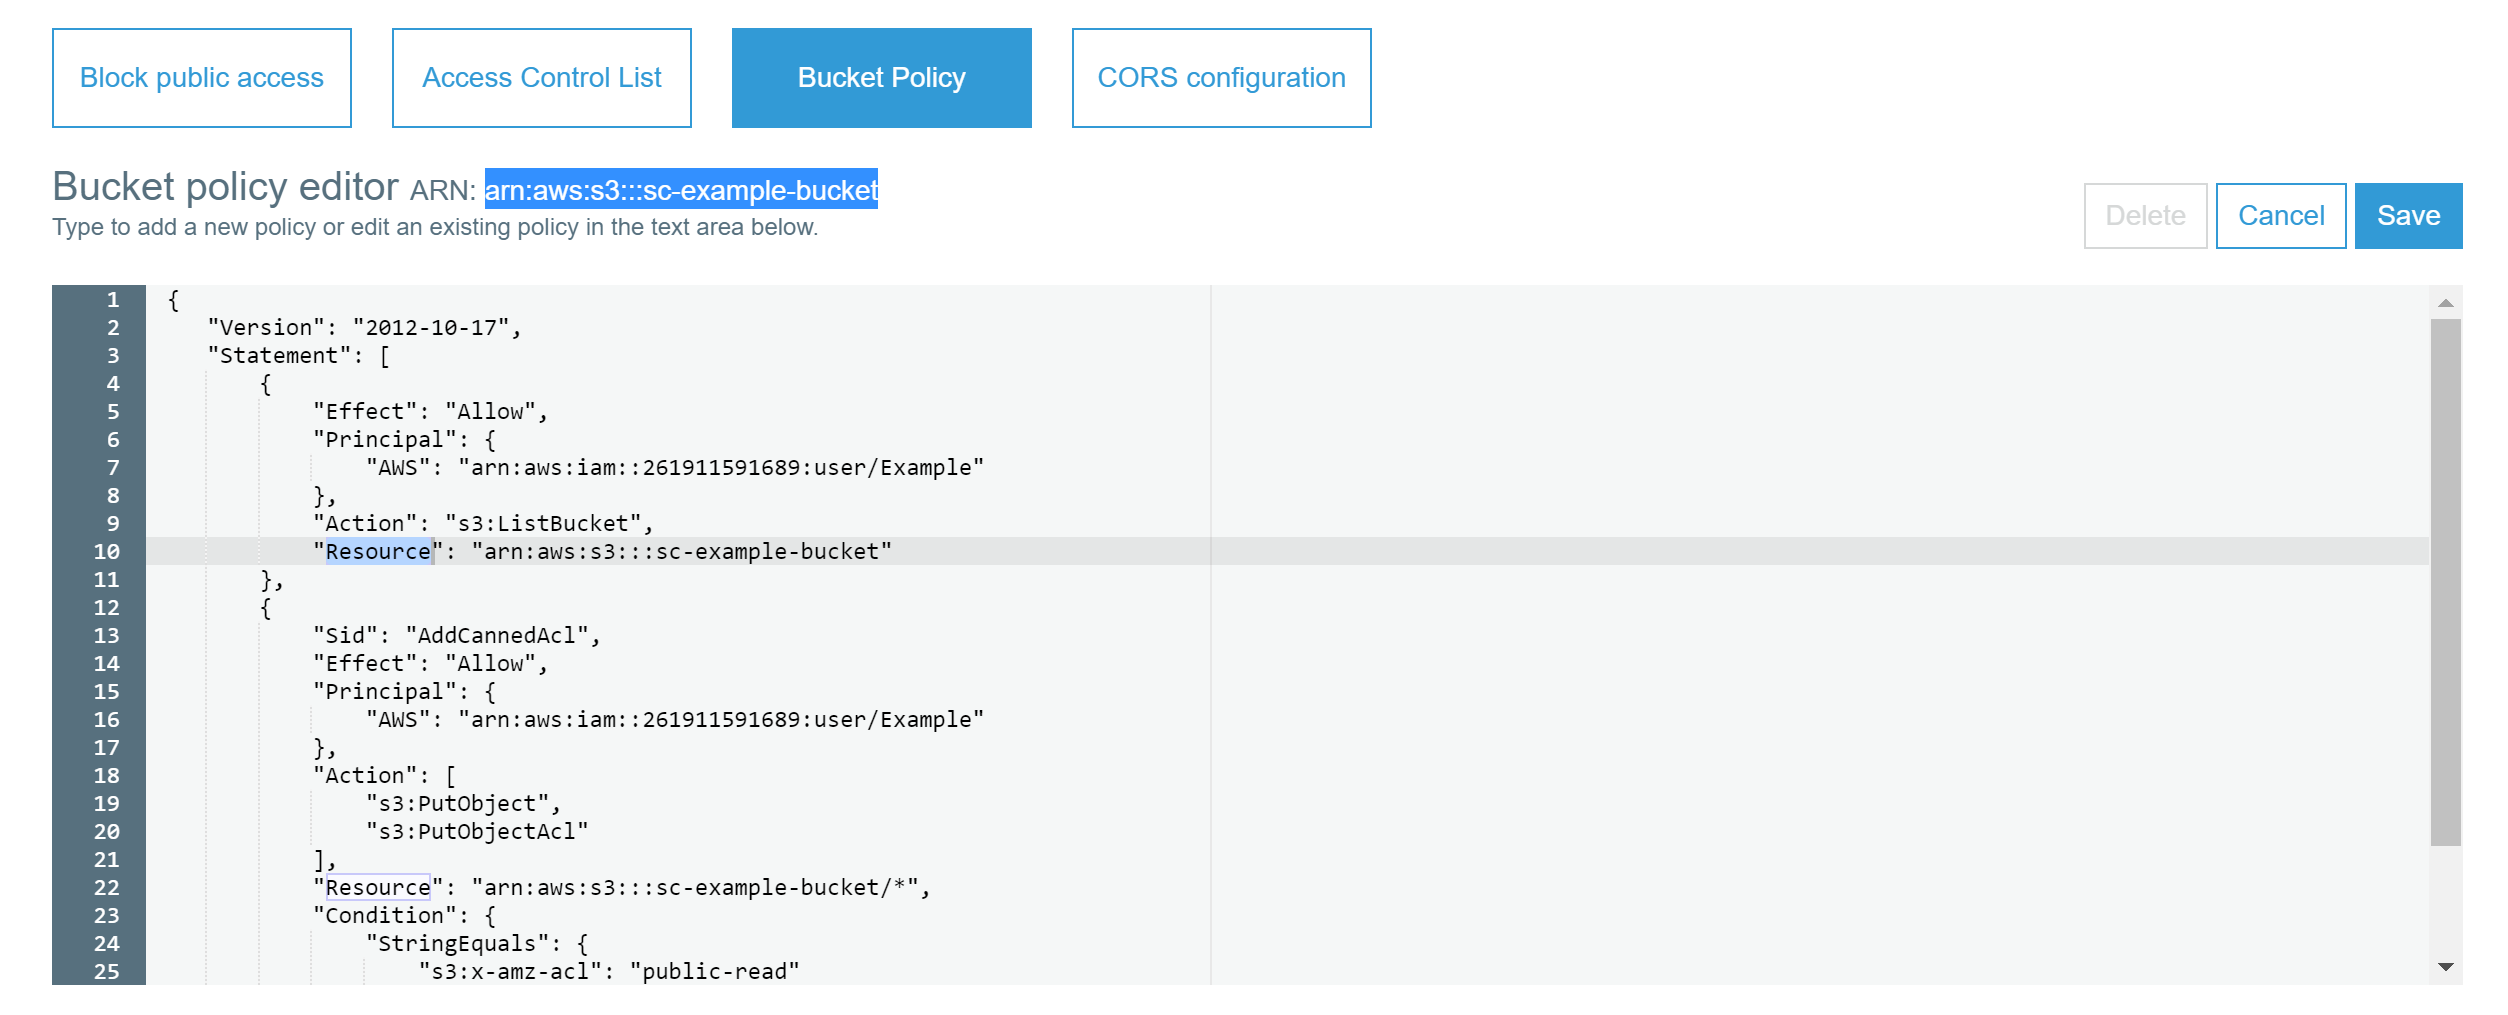 Block public access
Access Control List
Bucket Policy
CORS configuration
Bucket policy editor ARN: arn:aws:s3:::sc-example-bucket
Type to add a new policy or edit an existing policy in the text area below.
Delete
Cancel
Save
1 {
2 "Version": "2012-10-17",
3 "Statement": [
4 {
5 "Effect": "Allow",
6 "Principal": {
7 "AWS": "arn:aws:iam::261911591689:user/Example"
8 },
9 "Action": "s3:ListBucket",
10 "Resource": "arn:aws:s3:::sc-example-bucket"
11 },
12 {
13 "Sid": "AddCannedAcl",
14 "Effect": "Allow",
15 "Principal": {
16 "AWS": "arn:aws:iam::261911591689:user/Example"
17 },
18 "Action": [
19 "s3:PutObject",
20 "s3:PutObjectAcl"
21 ],
22 "Resource": "arn:aws:s3:::sc-example-bucket/*",
23 "Condition": {
24 "StringEquals": {
25 "s3:x-amz-acl": "public-read"